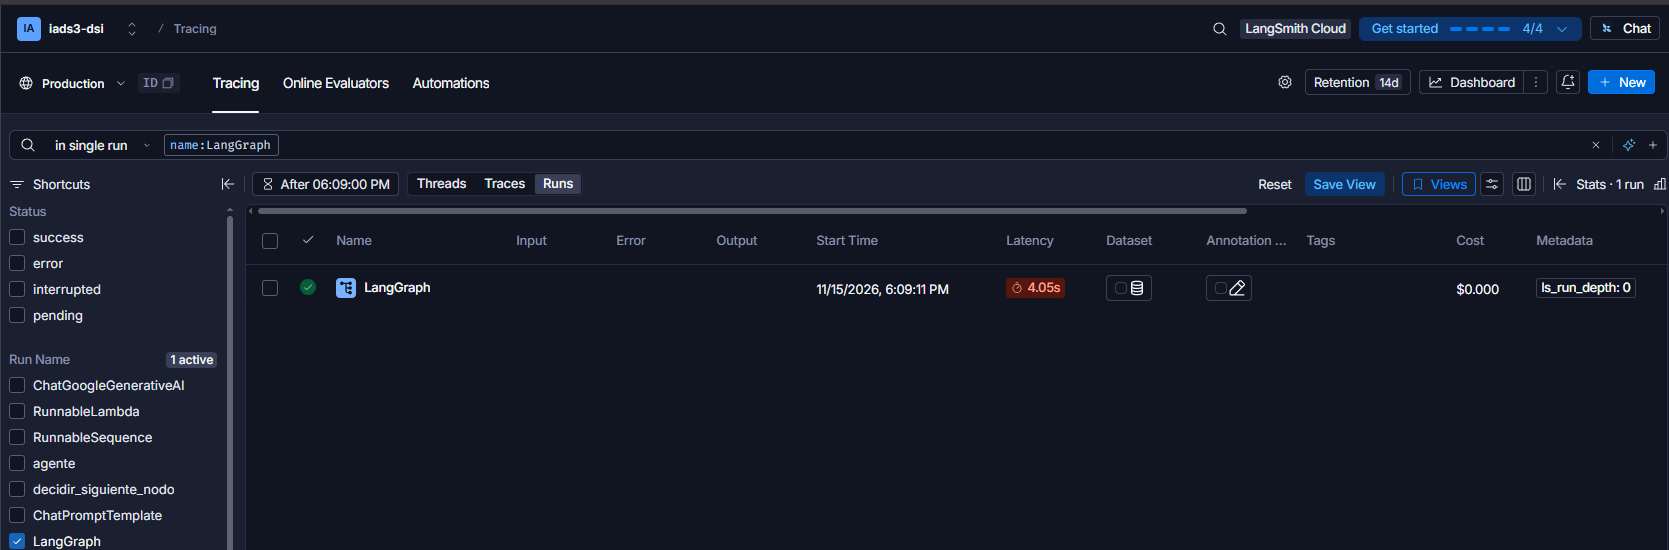 IA iads3-dsi / Tracing LangSmith Cloud Get started 4/4 Chat
Production ID Tracing Online Evaluators Automations Retention 14d Dashboard New
in single run name:LangGraph
Shortcuts After 06:09:00 PM Threads Traces Runs Reset Save View Views Stats · 1 run
Status
success
error
interrupted
pending
Run Name 1 active
ChatGoogleGenerativeAI
RunnableLambda
RunnableSequence
agente
decidir_siguiente_nodo
ChatPromptTemplate
LangGraph
Name Input Error Output Start Time Latency Dataset Annotation ... Tags Cost Metadata
LangGraph 11/15/2026, 6:09:11 PM 4.05s $0.000 ls_run_depth: 0